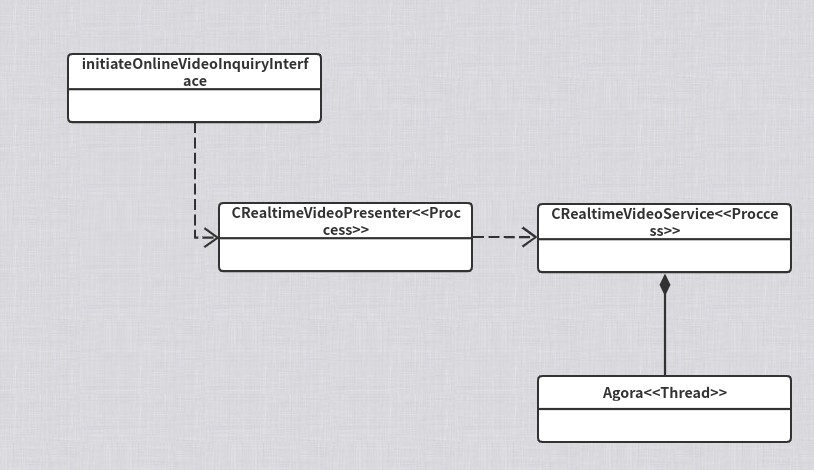 initiateOnlineVideoInquiryInterf
ace
CRealtimeVideoPresenter<<Proc
cess>>
CRealtimeVideoService<<Procce
ss>>
Agora<<Thread>>